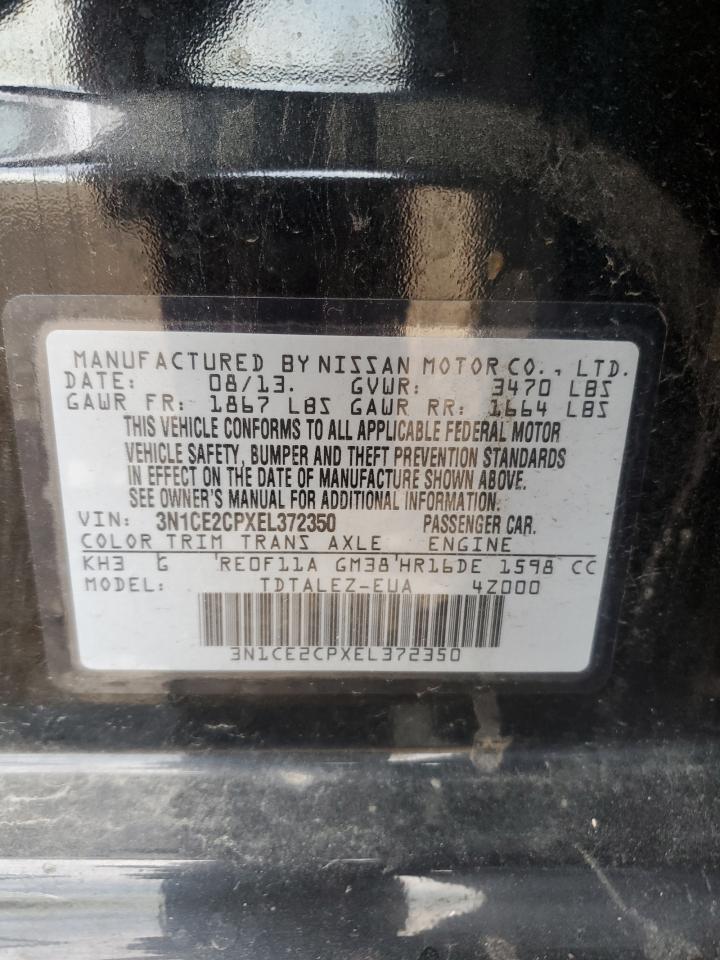 MANUFACTURED BY NISSAN MOTOR CO., LTD.
DATE: 08/13. GVWR: 3470 LBS
GAWR FR: 1867 LBS GAWR RR: 1664 LBS
THIS VEHICLE CONFORMS TO ALL APPLICABLE FEDERAL MOTOR
VEHICLE SAFETY, BUMPER AND THEFT PREVENTION STANDARDS
IN EFFECT ON THE DATE OF MANUFACTURE SHOWN ABOVE.
SEE OWNER'S MANUAL FOR ADDITIONAL INFORMATION.
VIN: 3N1CE2CPXEL372350 PASSENGER CAR.
COLOR TRIM TRANS AXLE ENGINE
KH3 G RE0F11A GM38 HR16DE 1598 CC
MODEL: TDTALEZ-EUA 4Z000
3N1CE2CPXEL372350